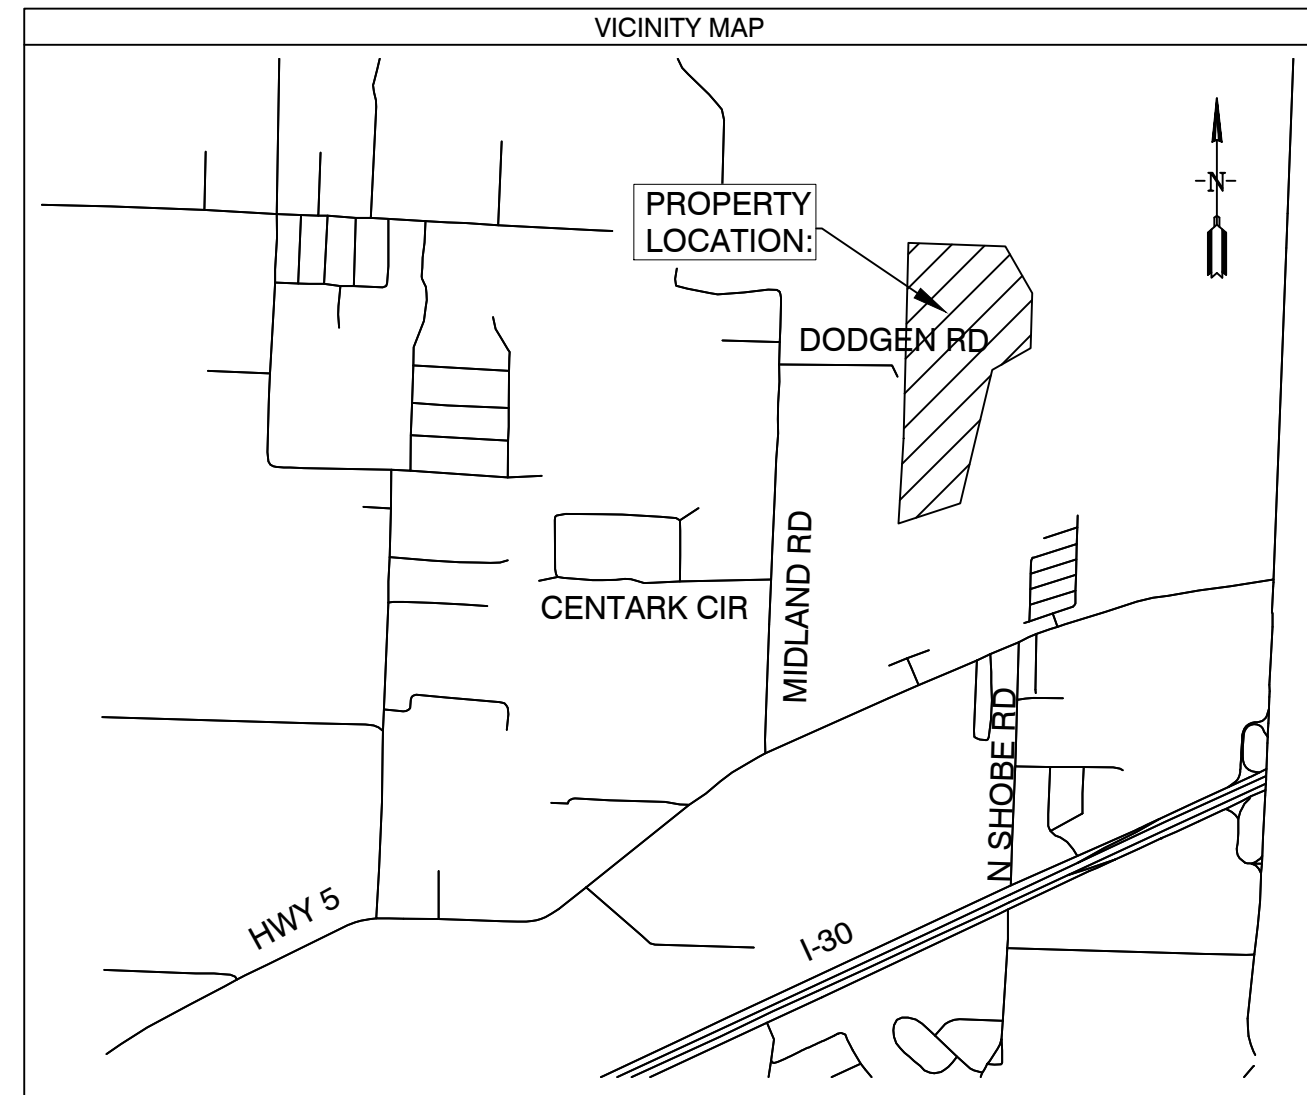 VICINITY MAP
-N-
PROPERTY
LOCATION:
DODGEN RD
MIDLAND RD
CENTARK CIR
N SHOBE RD
HWY 5
I-30